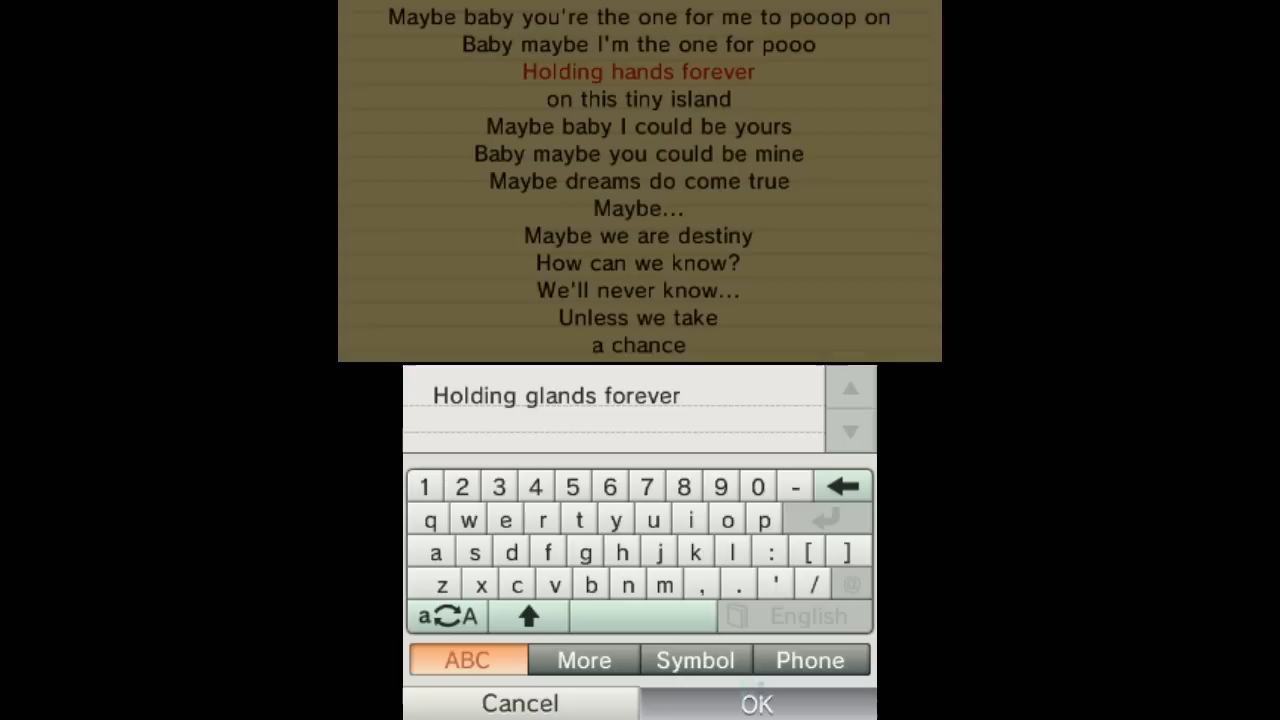 Maybe baby you're the one for me to pooop on
Baby maybe I'm the one for pooo
Holding hands forever
on this tiny island
Maybe baby I could be yours
Baby maybe you could be mine
Maybe dreams do come true
Maybe...
Maybe we are destiny
How can we know?
We'll never know...
Unless we take
a chance
Holding glands forever
1 2 3 4 5 6 7 8 9 0 -
q w e r t y u i o p
a s d f g h j k l : [ ]
z x c v b n m , . ' / @
a A English
ABC More Symbol Phone
Cancel OK